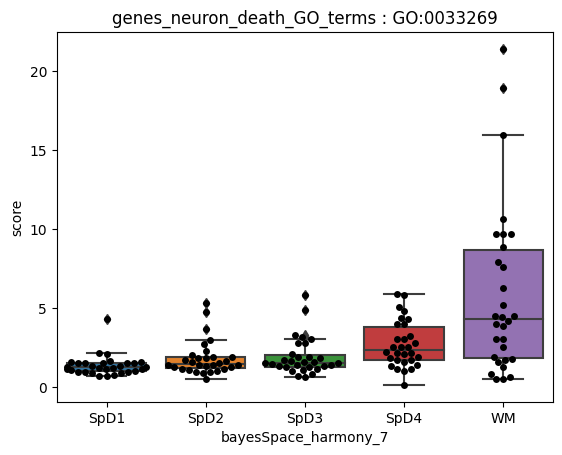 genes_neuron_death_GO_terms : GO:0033269
score
20
15
10
5
0
SpD1 SpD2 SpD3 SpD4 WM
bayesSpace_harmony_7